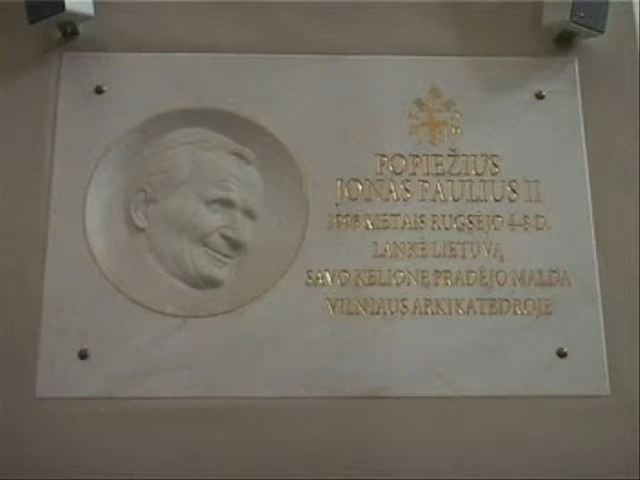 POPIEŽIUS
JONAS PAULIUS II
1993 METAIS RUGSĖJO 4-8 D.
LANKĖ LIETUVĄ,
SAVO KELIONĘ PRADĖJO MALDA
VILNIAUS ARKIKATEDROJE